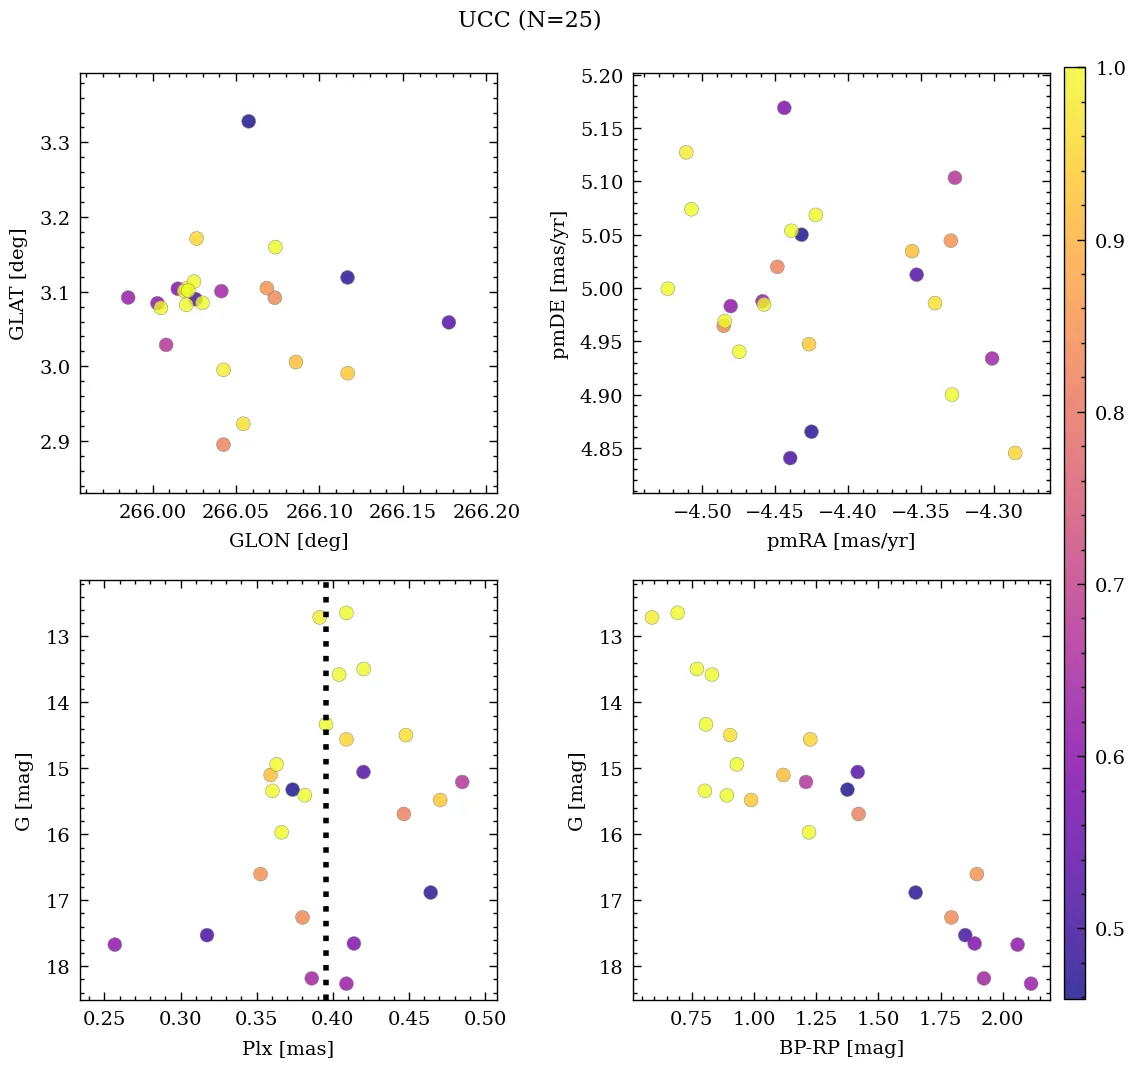 UCC (N=25)
3.3
3.2
3.1
3.0
2.9
GLAT [deg]
266.00 266.05 266.10 266.15 266.20
GLON [deg]
5.20
5.15
5.10
5.05
5.00
4.95
4.90
4.85
pmDE [mas/yr]
−4.50 −4.45 −4.40 −4.35 −4.30
pmRA [mas/yr]
13
14
15
16
17
18
G [mag]
0.25 0.30 0.35 0.40 0.45 0.50
Plx [mas]
13
14
15
16
17
18
G [mag]
0.75 1.00 1.25 1.50 1.75 2.00
BP-RP [mag]
1.0
0.9
0.8
0.7
0.6
0.5